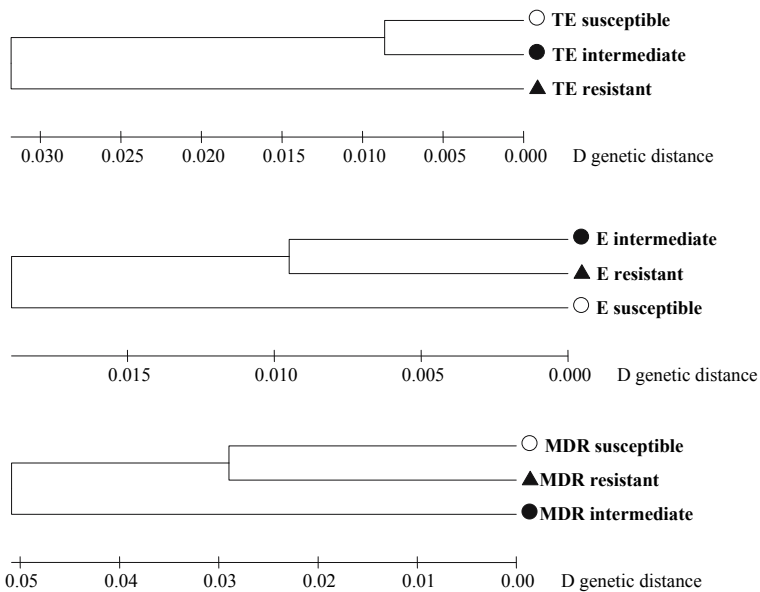 TE susceptible
TE intermediate
TE resistant
0.030 0.025 0.020 0.015 0.010 0.005 0.000 D genetic distance
E intermediate
E resistant
E susceptible
0.015 0.010 0.005 0.000 D genetic distance
MDR susceptible
MDR resistant
MDR intermediate
0.05 0.04 0.03 0.02 0.01 0.00 D genetic distance